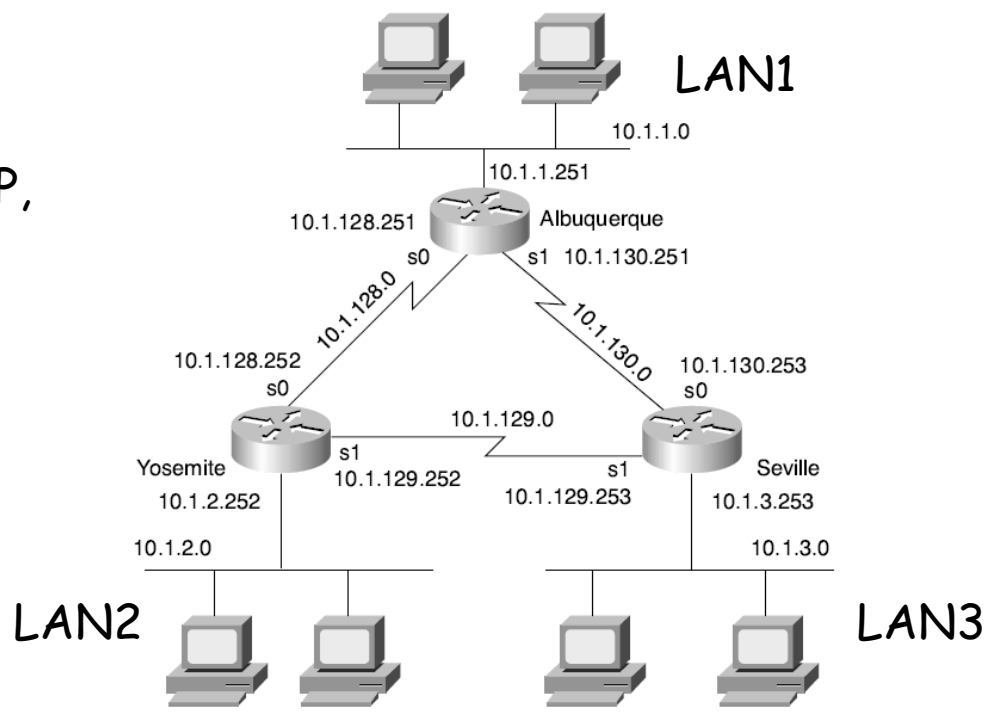 LAN1
10.1.1.0
P,
10.1.1.251
10.1.128.251
Albuquerque
s0
s1 10.1.130.251
10.1.128.0
10.1.130.0
10.1.128.252
s0
10.1.130.253
s0
10.1.129.0
Yosemite
s1
10.1.129.252
s1
10.1.129.253
Seville
10.1.2.252
10.1.3.253
10.1.2.0
10.1.3.0
LAN2
LAN3